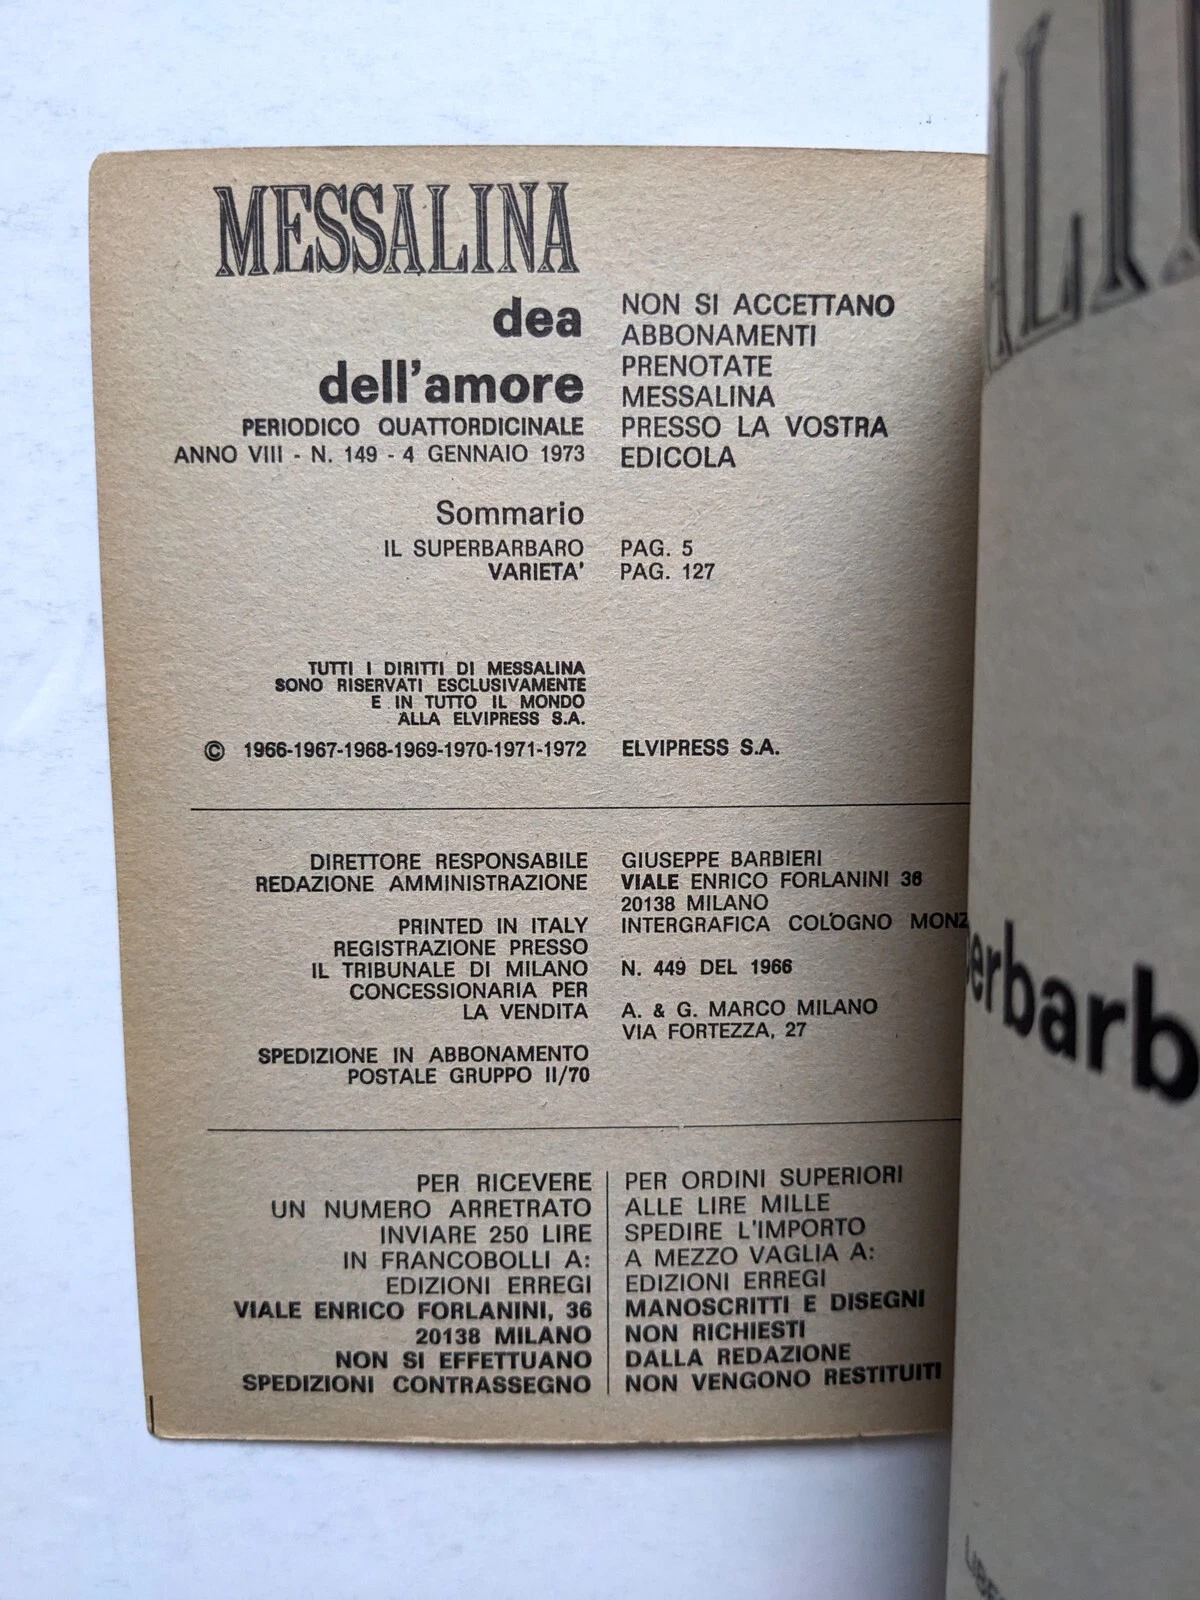 MESSALINA
dea
dell'amore
PERIODICO QUATTORDICINALE
ANNO VIII - N. 149 - 4 GENNAIO 1973
NON SI ACCETTANO
ABBONAMENTI
PRENOTATE
MESSALINA
PRESSO LA VOSTRA
EDICOLA
Sommario
IL SUPERBARBARO PAG. 5
VARIETA' PAG. 127
TUTTI I DIRITTI DI MESSALINA
SONO RISERVATI ESCLUSIVAMENTE
E IN TUTTO IL MONDO
ALLA ELVIPRESS S.A.
© 1966-1967-1968-1969-1970-1971-1972 ELVIPRESS S.A.
DIRETTORE RESPONSABILE GIUSEPPE BARBIERI
REDAZIONE AMMINISTRAZIONE VIALE ENRICO FORLANINI 36
20138 MILANO
PRINTED IN ITALY INTERGRAFICA COLOGNO MONZ
REGISTRAZIONE PRESSO
IL TRIBUNALE DI MILANO N. 449 DEL 1966
CONCESSIONARIA PER
LA VENDITA A. & G. MARCO MILANO
VIA FORTEZZA, 27
SPEDIZIONE IN ABBONAMENTO
POSTALE GRUPPO II/70
PER RICEVERE
UN NUMERO ARRETRATO
INVIARE 250 LIRE
IN FRANCOBOLLI A:
EDIZIONI ERREGI
VIALE ENRICO FORLANINI, 36
20138 MILANO
NON SI EFFETTUANO
SPEDIZIONI CONTRASSEGNO
PER ORDINI SUPERIORI
ALLE LIRE MILLE
SPEDIRE L'IMPORTO
A MEZZO VAGLIA A:
EDIZIONI ERREGI
MANOSCRITTI E DISEGNI
NON RICHIESTI
DALLA REDAZIONE
NON VENGONO RESTITUITI
ALI
erbarb